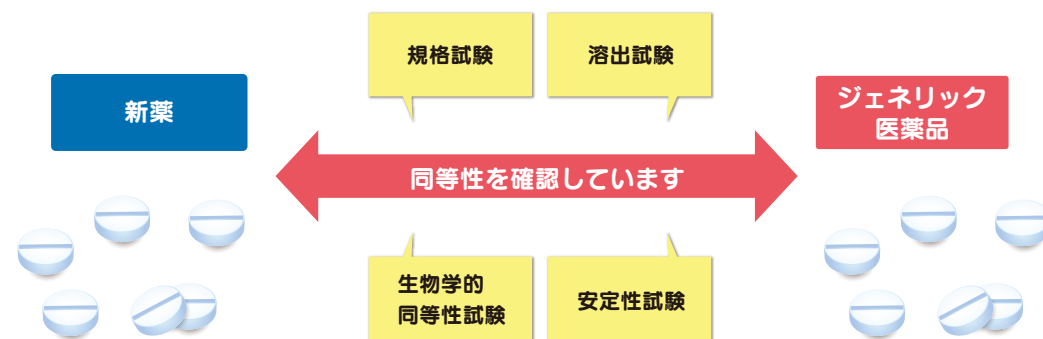 規格試験
溶出試験
新薬
ジェネリック
医薬品
同等性を確認しています
生物学的
同等性試験
安定性試験